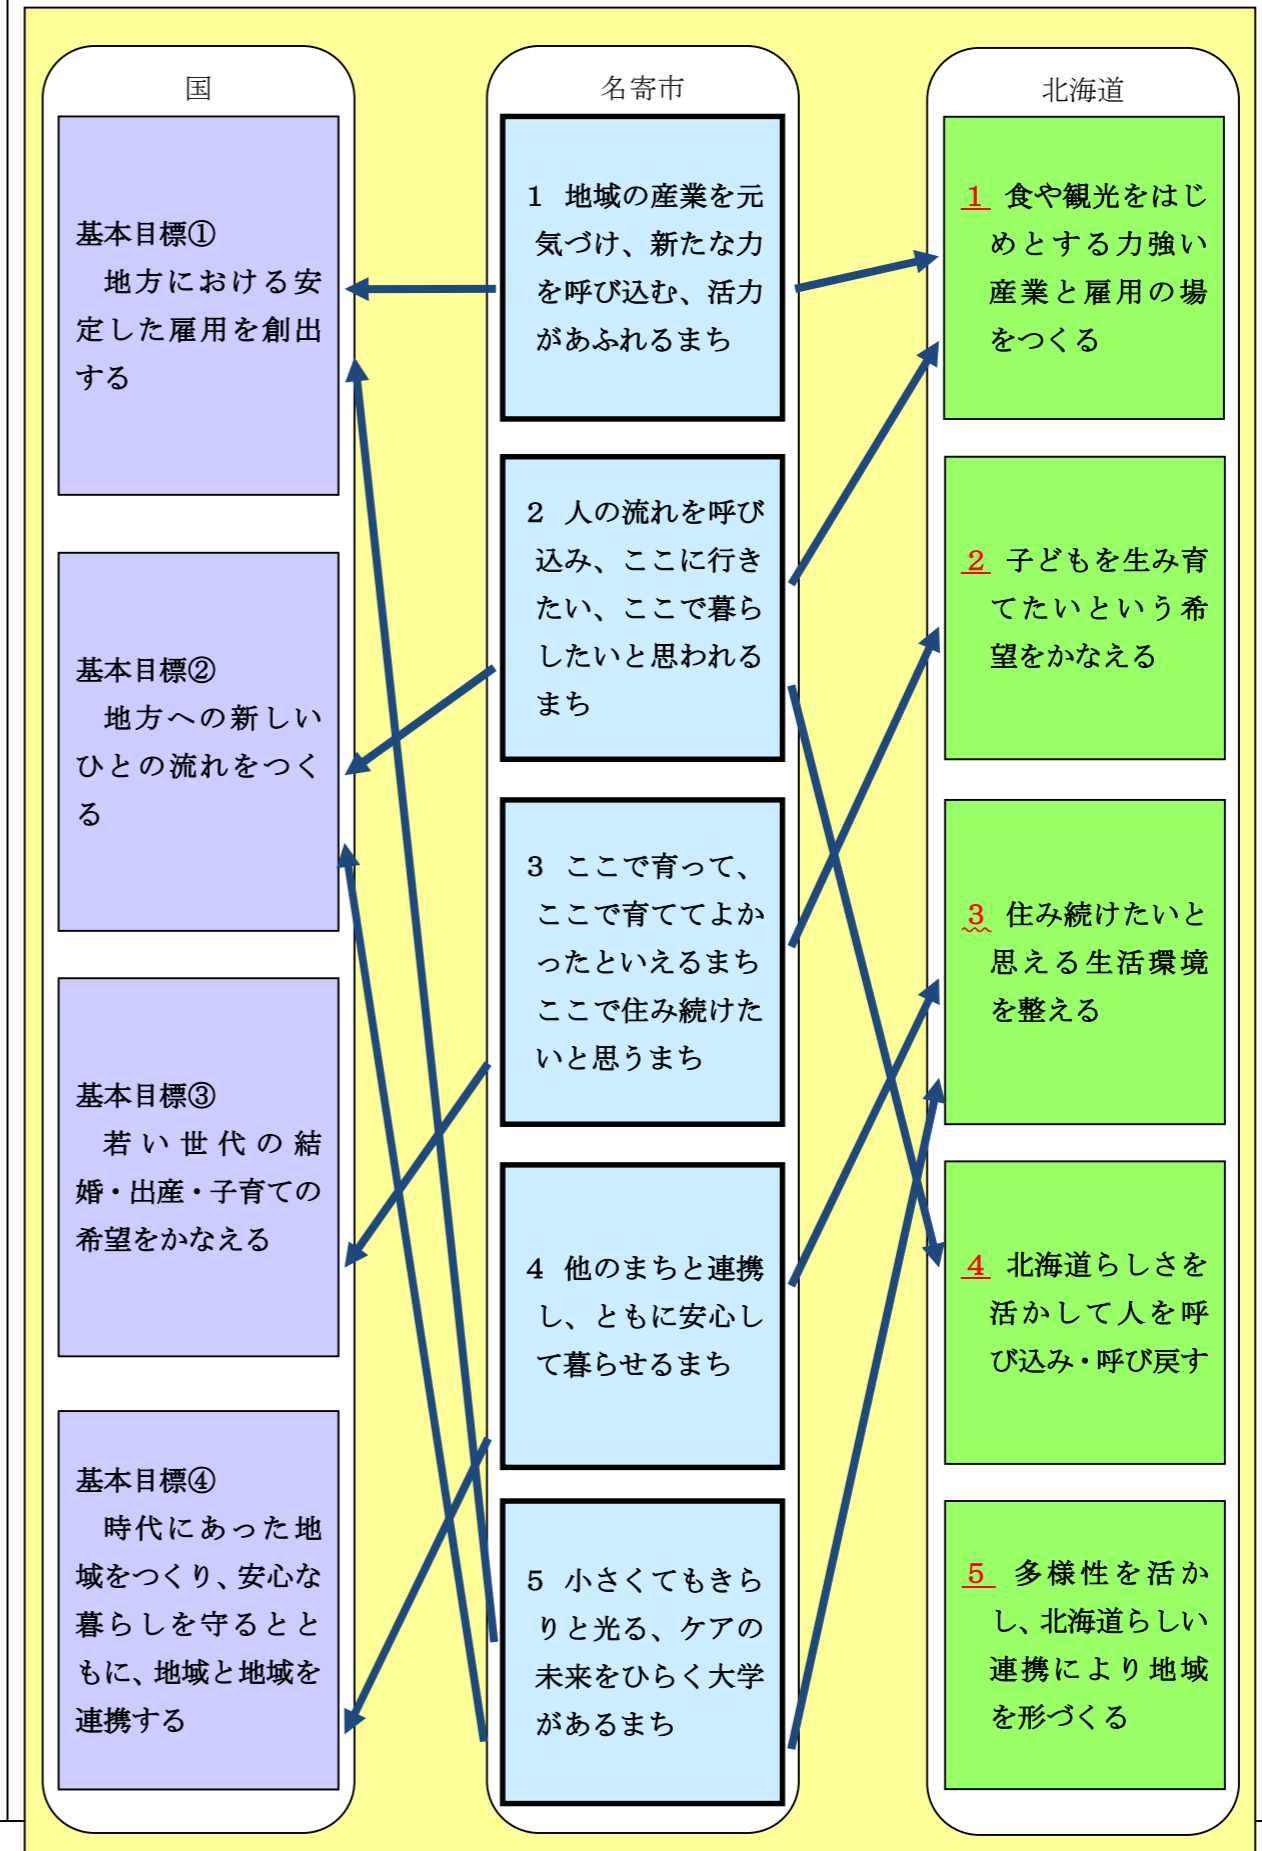 国
基本目標①
地方における安
定した雇用を創出
する
基本目標②
地方への新しい
ひとの流れをつく
る
基本目標③
若い世代の結
婚・出産・子育ての
希望をかなえる
基本目標④
時代にあった地
域をつくり、安心な
暮らしを守るとと
もに、地域と地域を
連携する
名寄市
1 地域の産業を元
気づけ、新たな力
を呼び込む、活力
があふれるまち
2 人の流れを呼び
込み、ここに行き
たい、ここで暮ら
したいと思われる
まち
3 ここで育って、
ここで育ててよか
ったといえるまち
ここで住み続けた
いと思うまち
4 他のまちと連携
し、ともに安心し
て暮らせるまち
5 小さくてもきら
りと光る、ケアの
未来をひらく大学
があるまち
北海道
1 食や観光をはじ
めとする力強い
産業と雇用の場
をつくる
2 子どもを生み育
てたいという希
望をかなえる
3 住み続けたいと
思える生活環境
を整える
4 北海道らしさを
活かして人を呼
び込み・呼び戻す
5 多様性を活か
し、北海道らしい
連携により地域
を形づくる